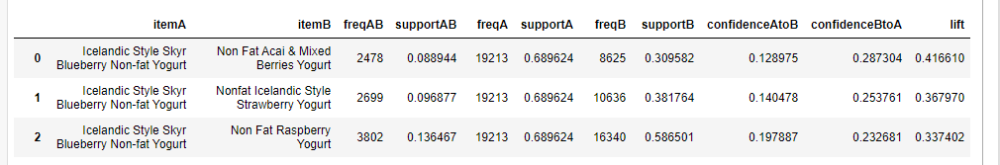 itemA itemB freqAB supportAB freqA supportA freqB supportB confidenceAtoB confidenceBtoA lift
0 Icelandic Style Skyr Blueberry Non-fat Yogurt Non Fat Acai & Mixed Berries Yogurt 2478 0.088944 19213 0.689624 8625 0.309582 0.128975 0.287304 0.416610
1 Icelandic Style Skyr Blueberry Non-fat Yogurt Nonfat Icelandic Style Strawberry Yogurt 2699 0.096877 19213 0.689624 10636 0.381764 0.140478 0.253761 0.367970
2 Icelandic Style Skyr Blueberry Non-fat Yogurt Non Fat Raspberry Yogurt 3802 0.136467 19213 0.689624 16340 0.586501 0.197887 0.232681 0.337402